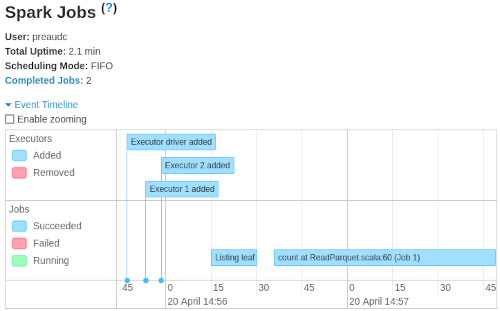 Spark Jobs (?)
User: preaudc
Total Uptime: 2.1 min
Scheduling Mode: FIFO
Completed Jobs: 2
Event Timeline
Enable zooming
Executors
Added
Removed
Executor driver added
Executor 2 added
Executor 1 added
Jobs
Succeeded
Failed
Running
Listing leaf
count at ReadParquet.scala:60 (Job 1)
45 0 15 30 45 0 15 30 45
20 April 14:56 20 April 14:57